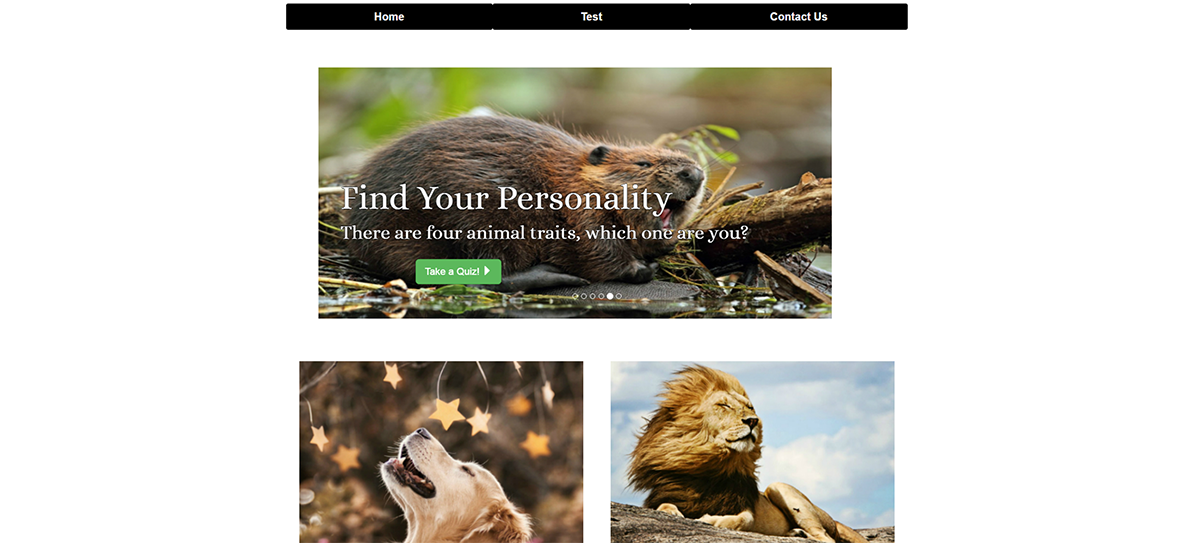 Home Test Contact Us
Find Your Personality
There are four animal traits, which one are you?
Take a Quiz!